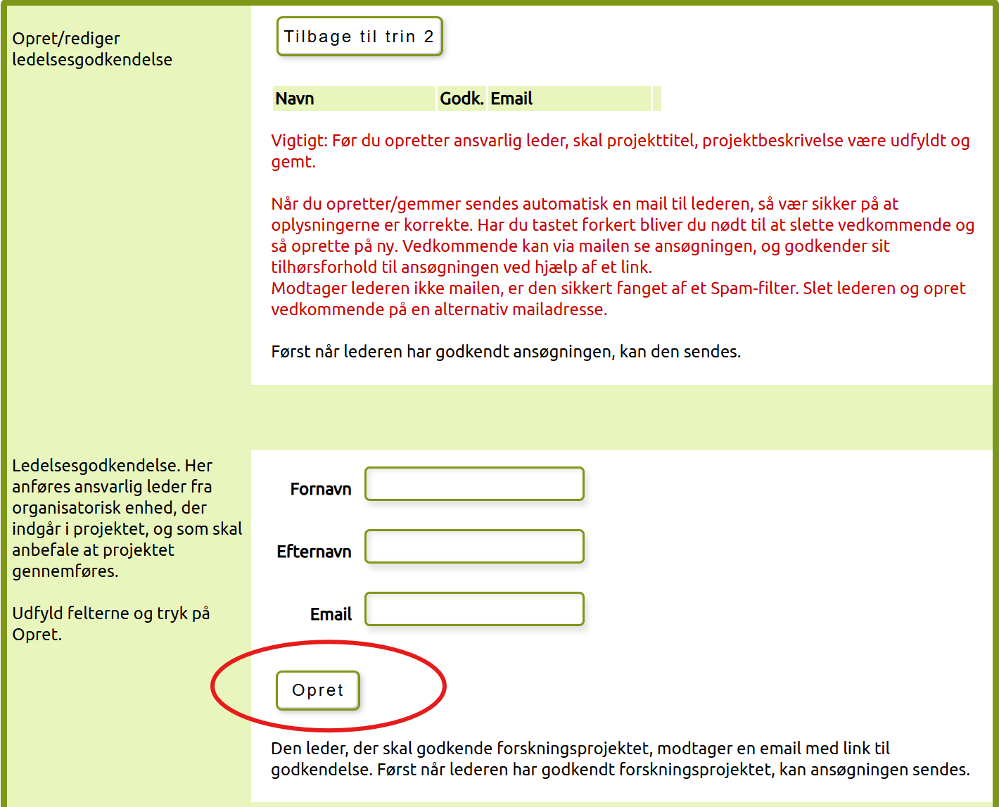 Opret/rediger
ledelsesgodkendelse
Tilbage til trin 2
Navn Godk. Email
Vigtigt: Før du opretter ansvarlig leder, skal projekttitel, projektbeskrivelse være udfyldt og
gemt.
Når du opretter/gemmer sendes automatisk en mail til lederen, så vær sikker på at
oplysningerne er korrekte. Har du tastet forkert bliver du nødt til at slette vedkommende og
så oprette på ny. Vedkommende kan via mailen se ansøgningen, og godkender sit
tilhørsforhold til ansøgningen ved hjælp af et link.
Modtager lederen ikke mailen, er den sikkert fanget af et Spam-filter. Slet lederen og opret
vedkommende på en alternativ mailadresse.
Først når lederen har godkendt ansøgningen, kan den sendes.
Ledelsesgodkendelse. Her
anføres ansvarlig leder fra
organisatorisk enhed, der
indgår i projektet, og som skal
anbefale at projektet
gennemføres.
Udfyld felterne og tryk på
Opret.
Fornavn
Efternavn
Email
Opret
Den leder, der skal godkende forskningsprojektet, modtager en email med link til
godkendelse. Først når lederen har godkendt forskningsprojektet, kan ansøgningen sendes.